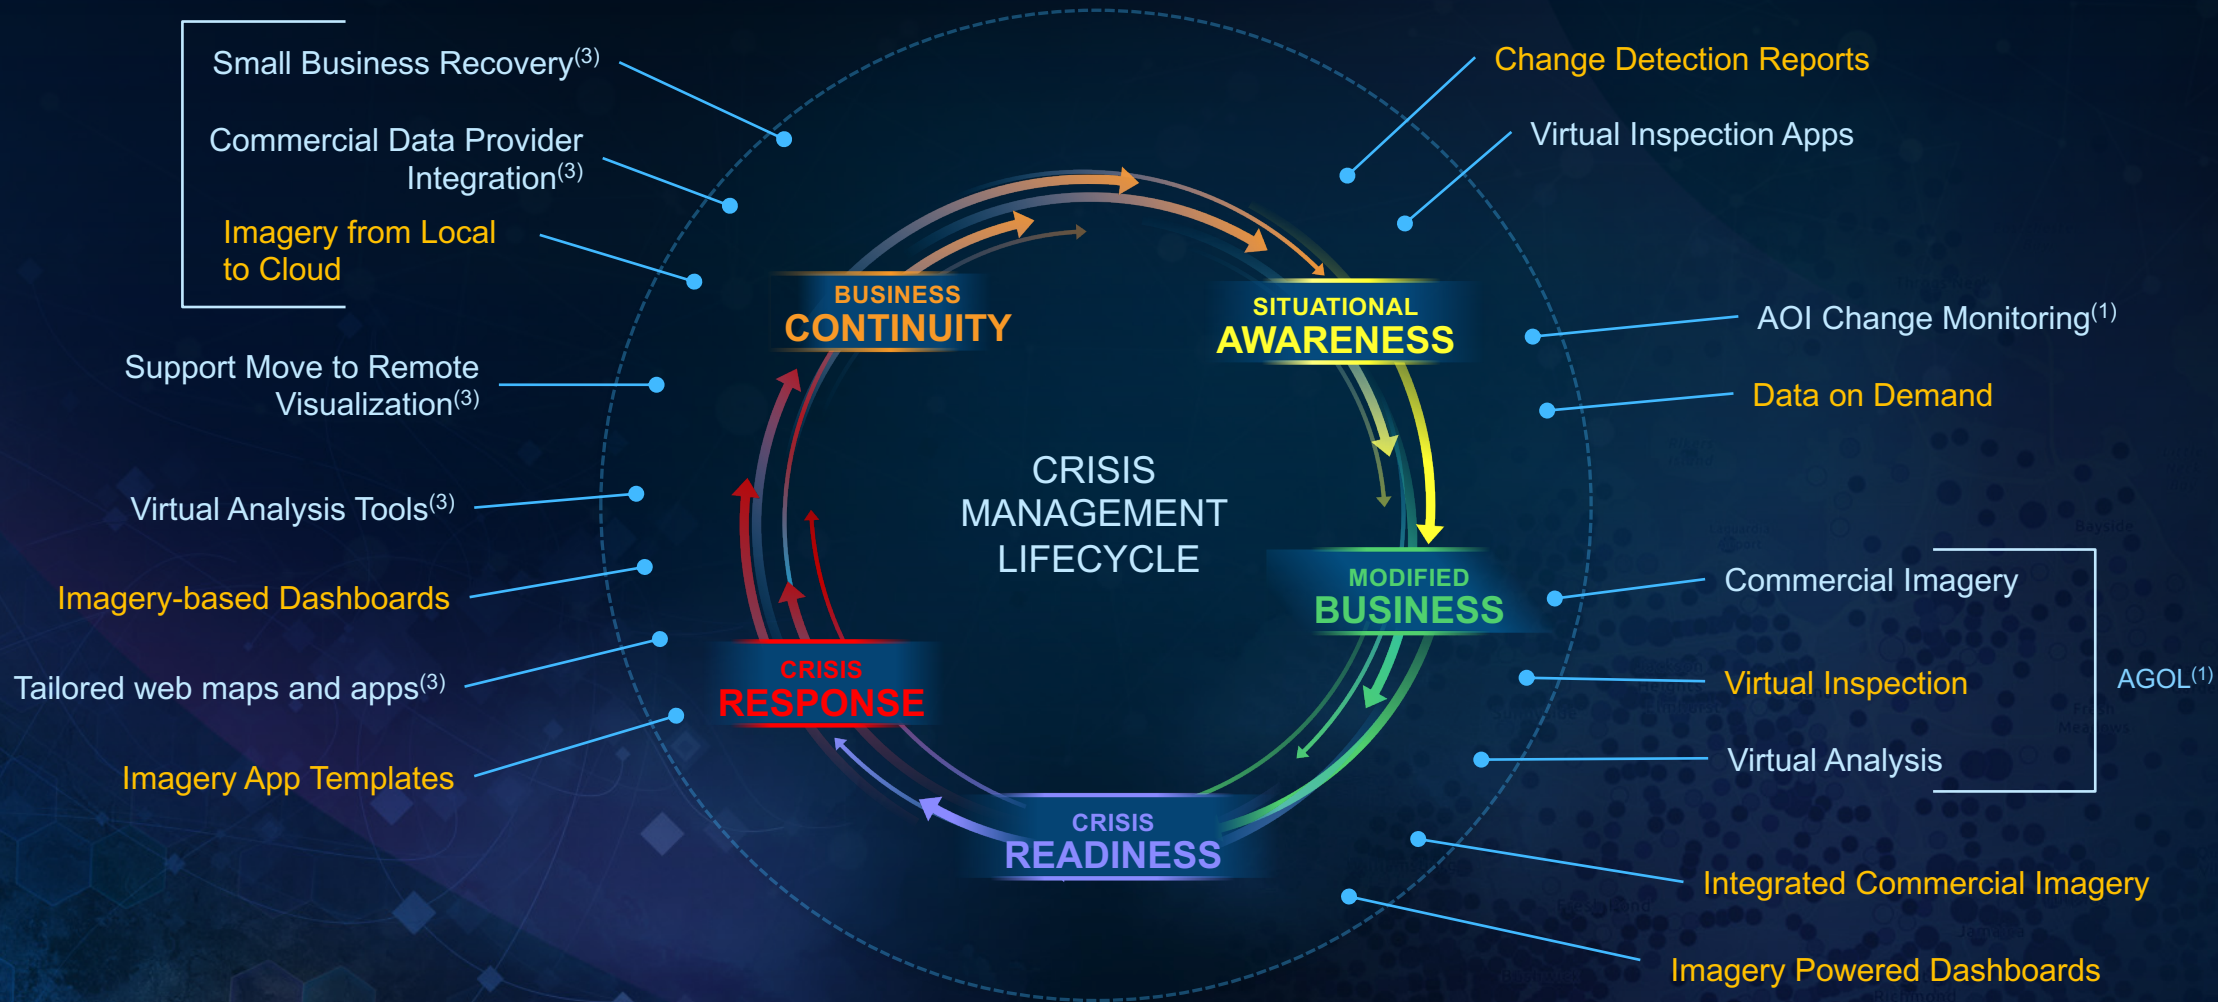 Small Business Recovery(3)
Commercial Data Provider
Integration(3)
Imagery from Local
to Cloud
Support Move to Remote
Visualization(3)
Virtual Analysis Tools(3)
Imagery-based Dashboards
Tailored web maps and apps(3)
Imagery App Templates
BUSINESS
CONTINUITY
SITUATIONAL
AWARENESS
CRISIS
MANAGEMENT
LIFECYCLE
MODIFIED
BUSINESS
CRISIS
RESPONSE
CRISIS
READINESS
Change Detection Reports
Virtual Inspection Apps
AOI Change Monitoring(1)
Data on Demand
Commercial Imagery
Virtual Inspection
Virtual Analysis
AGOL(1)
Integrated Commercial Imagery
Imagery Powered Dashboards
Bayside
Jamaica
Richmond